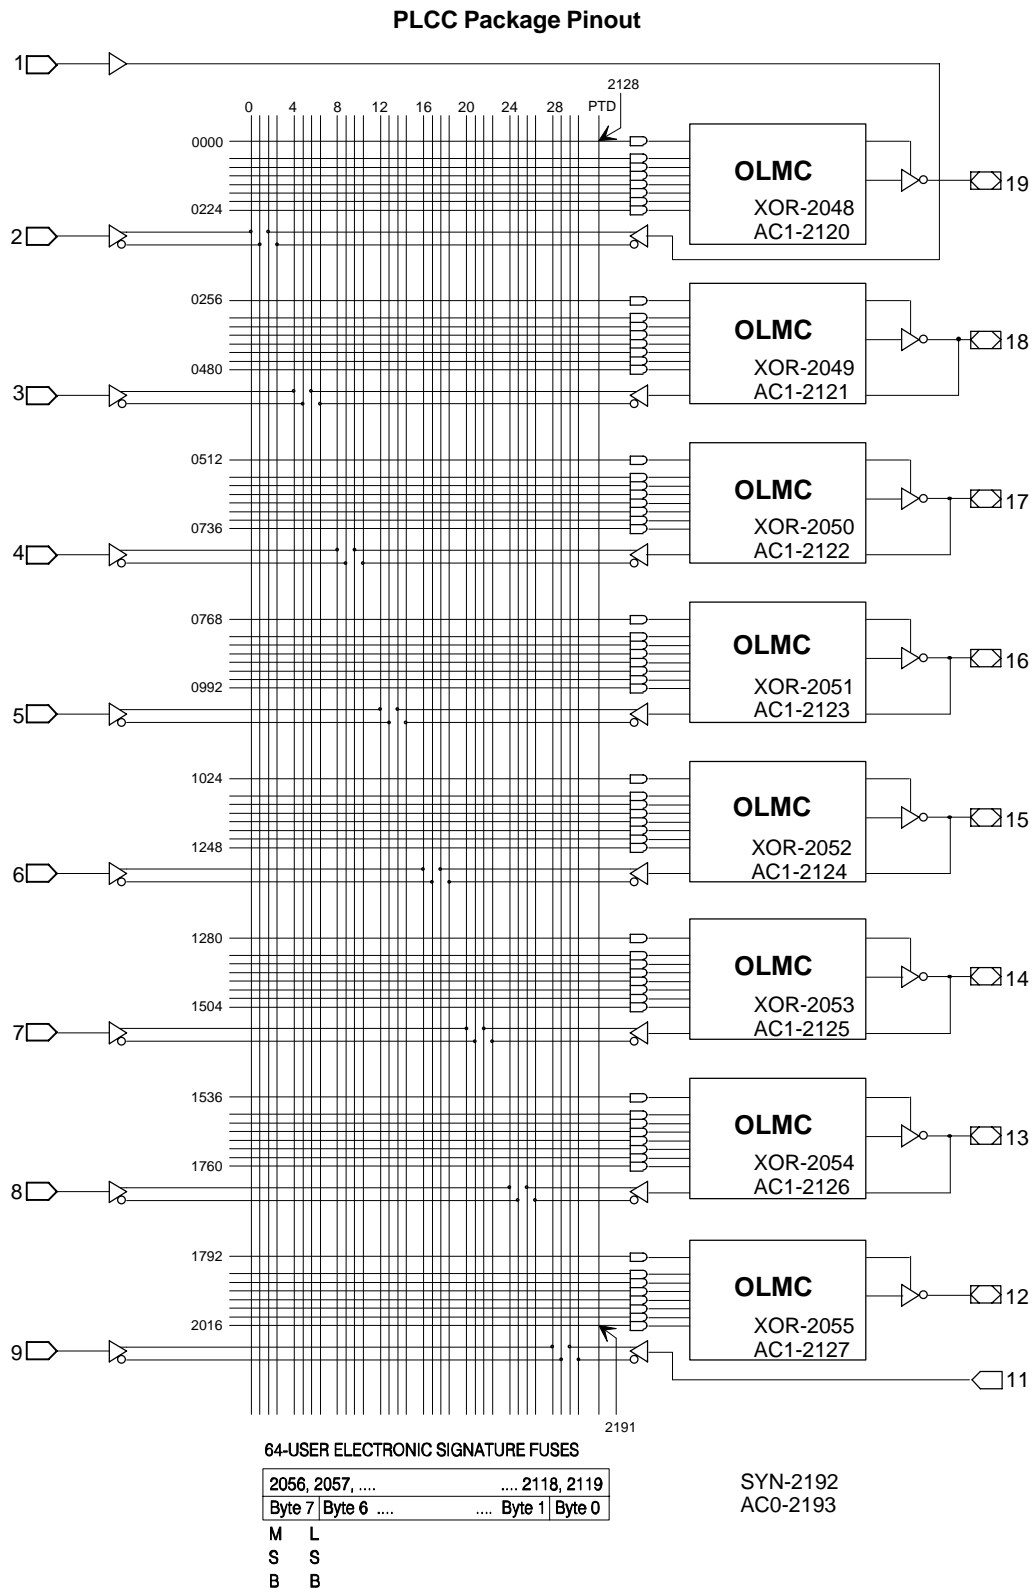 PLCC Package Pinout
1
2128
0 4 8 12 16 20 24 28 PTD
0000
OLMC
19
XOR-2048
0224
AC1-2120
2
0256
OLMC
18
XOR-2049
0480
AC1-2121
3
0512
OLMC
17
XOR-2050
0736
AC1-2122
4
0768
OLMC
16
XOR-2051
0992
AC1-2123
5
1024
OLMC
15
XOR-2052
1248
AC1-2124
6
1280
OLMC
14
XOR-2053
1504
AC1-2125
7
1536
OLMC
13
XOR-2054
1760
AC1-2126
8
1792
OLMC
12
XOR-2055
2016
AC1-2127
9
11
2191
64-USER ELECTRONIC SIGNATURE FUSES
2056, 2057, .... .... 2118, 2119
Byte 7 Byte 6 .... .... Byte 1 Byte 0
M L
S S
B B
SYN-2192
AC0-2193